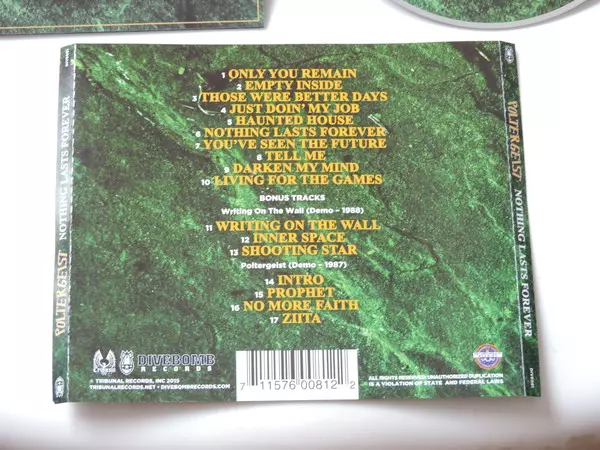 1 ONLY YOU REMAIN
2 EMPTY INSIDE
3 THOSE WERE BETTER DAYS
4 JUST DOIN' MY JOB
5 HAUNTED HOUSE
6 NOTHING LASTS FOREVER
7 YOU'VE SEEN THE FUTURE
8 TELL ME
9 DARKEN MY MIND
10 LIVING FOR THE GAMES
BONUS TRACKS
Writing On The Wall (Demo – 1988)
11 WRITING ON THE WALL
12 INNER SPACE
13 SHOOTING STAR
Poltergeist (Demo – 1987)
14 INTRO
15 PROPHET
16 NO MORE FAITH
17 ZIITA
DIVEBOMB
RECORDS
© TRIBUNAL RECORDS, INC 2015
TRIBUNALRECORDS.NET • DIVEBOMBRECORDS.COM
7 11576 00812 2
ALL RIGHTS RESERVED. UNAUTHORIZED DUPLICATION
IS A VIOLATION OF STATE AND FEDERAL LAWS
POLTERGEIST NOTHING LASTS FOREVER
POLTERGEIST NOTHING LASTS FOREVER